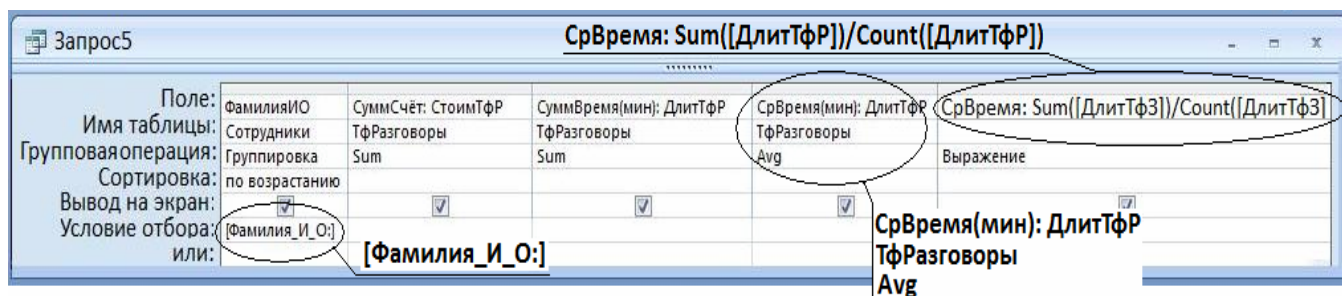 Запрос5
СрВремя: Sum([ДлитТфР])/Count([ДлитТфР])
Поле: ФамилияИО СуммСчёт: СтоимТфР СуммВремя(мин): ДлитТфР СрВремя(мин): ДлитТфР СрВремя: Sum([ДлитТфЗ])/Count([ДлитТфЗ]
Имя таблицы: Сотрудники ТфРазговоры ТфРазговоры ТфРазговоры
Групповая операция: Группировка Sum Sum Avg Выражение
Сортировка: по возрастанию
Вывод на экран:
Условие отбора: [Фамилия_И_О:]
или:
[Фамилия_И_О:]
СрВремя(мин): ДлитТфР
ТфРазговоры
Avg